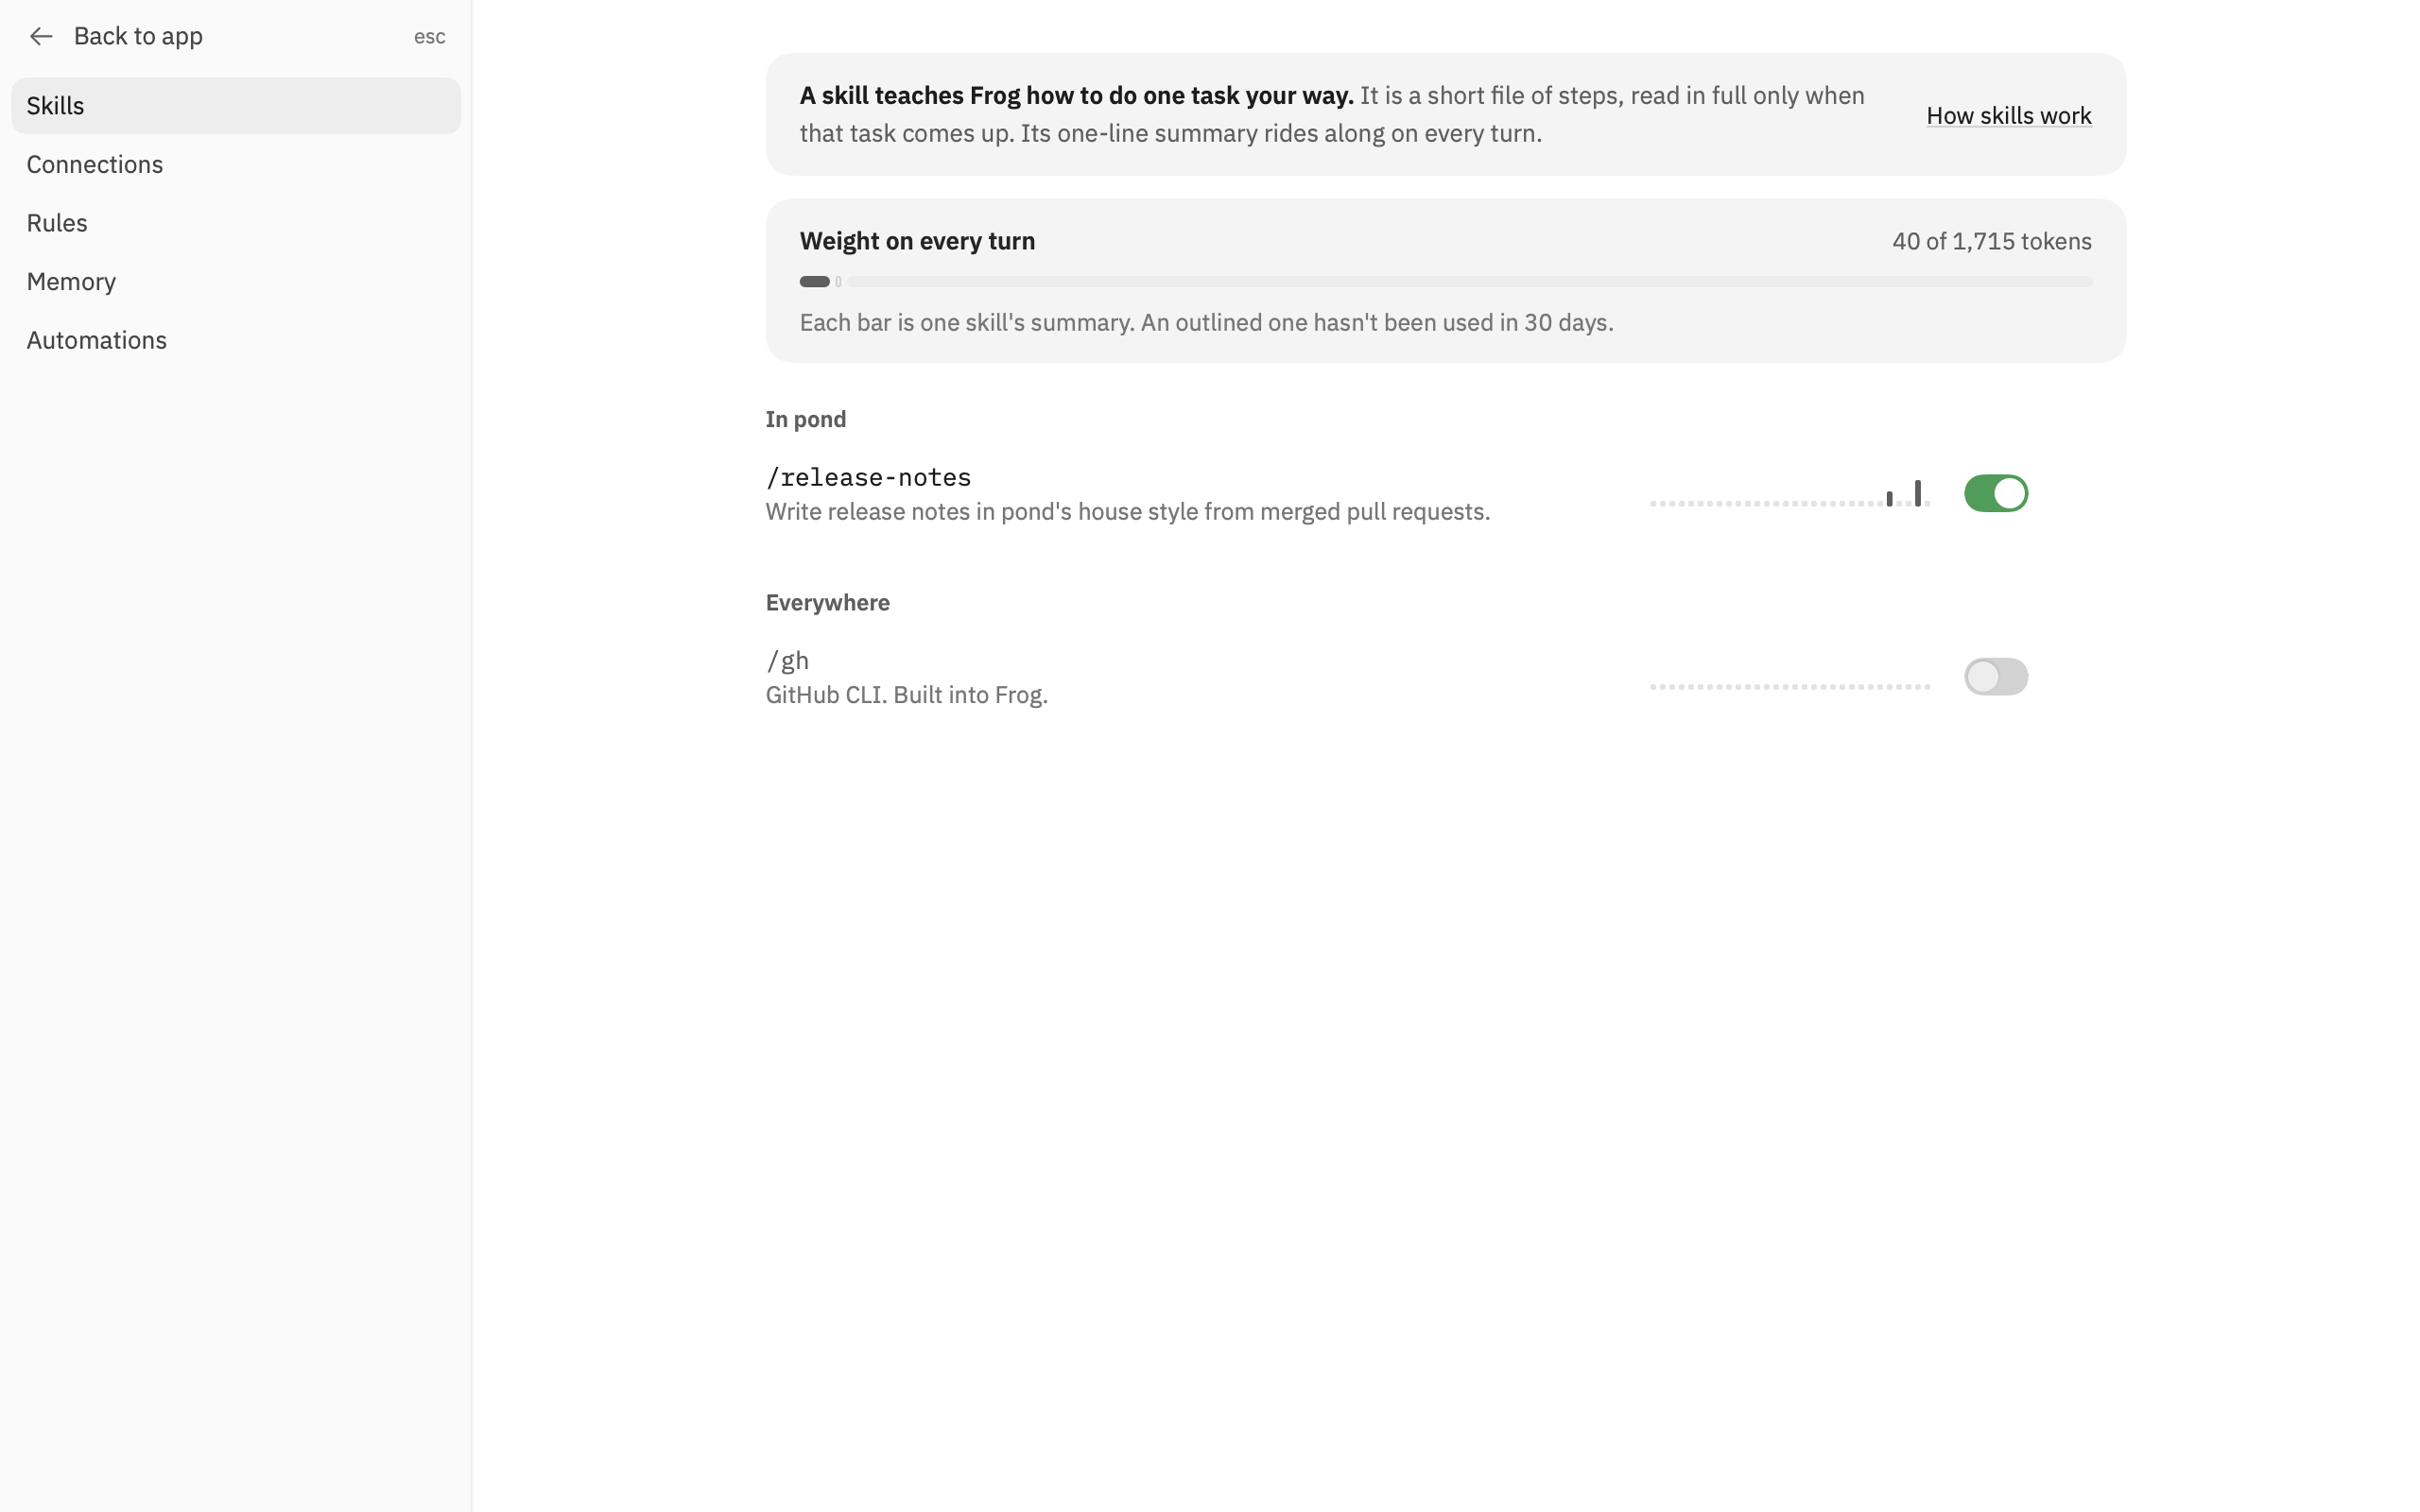 Back to app esc
Skills
Connections
Rules
Memory
Automations
A skill teaches Frog how to do one task your way. It is a short file of steps, read in full only when
that task comes up. Its one-line summary rides along on every turn.
How skills work
Weight on every turn 40 of 1,715 tokens
Each bar is one skill's summary. An outlined one hasn't been used in 30 days.
In pond
/release-notes
Write release notes in pond's house style from merged pull requests.
Everywhere
/gh
GitHub CLI. Built into Frog.